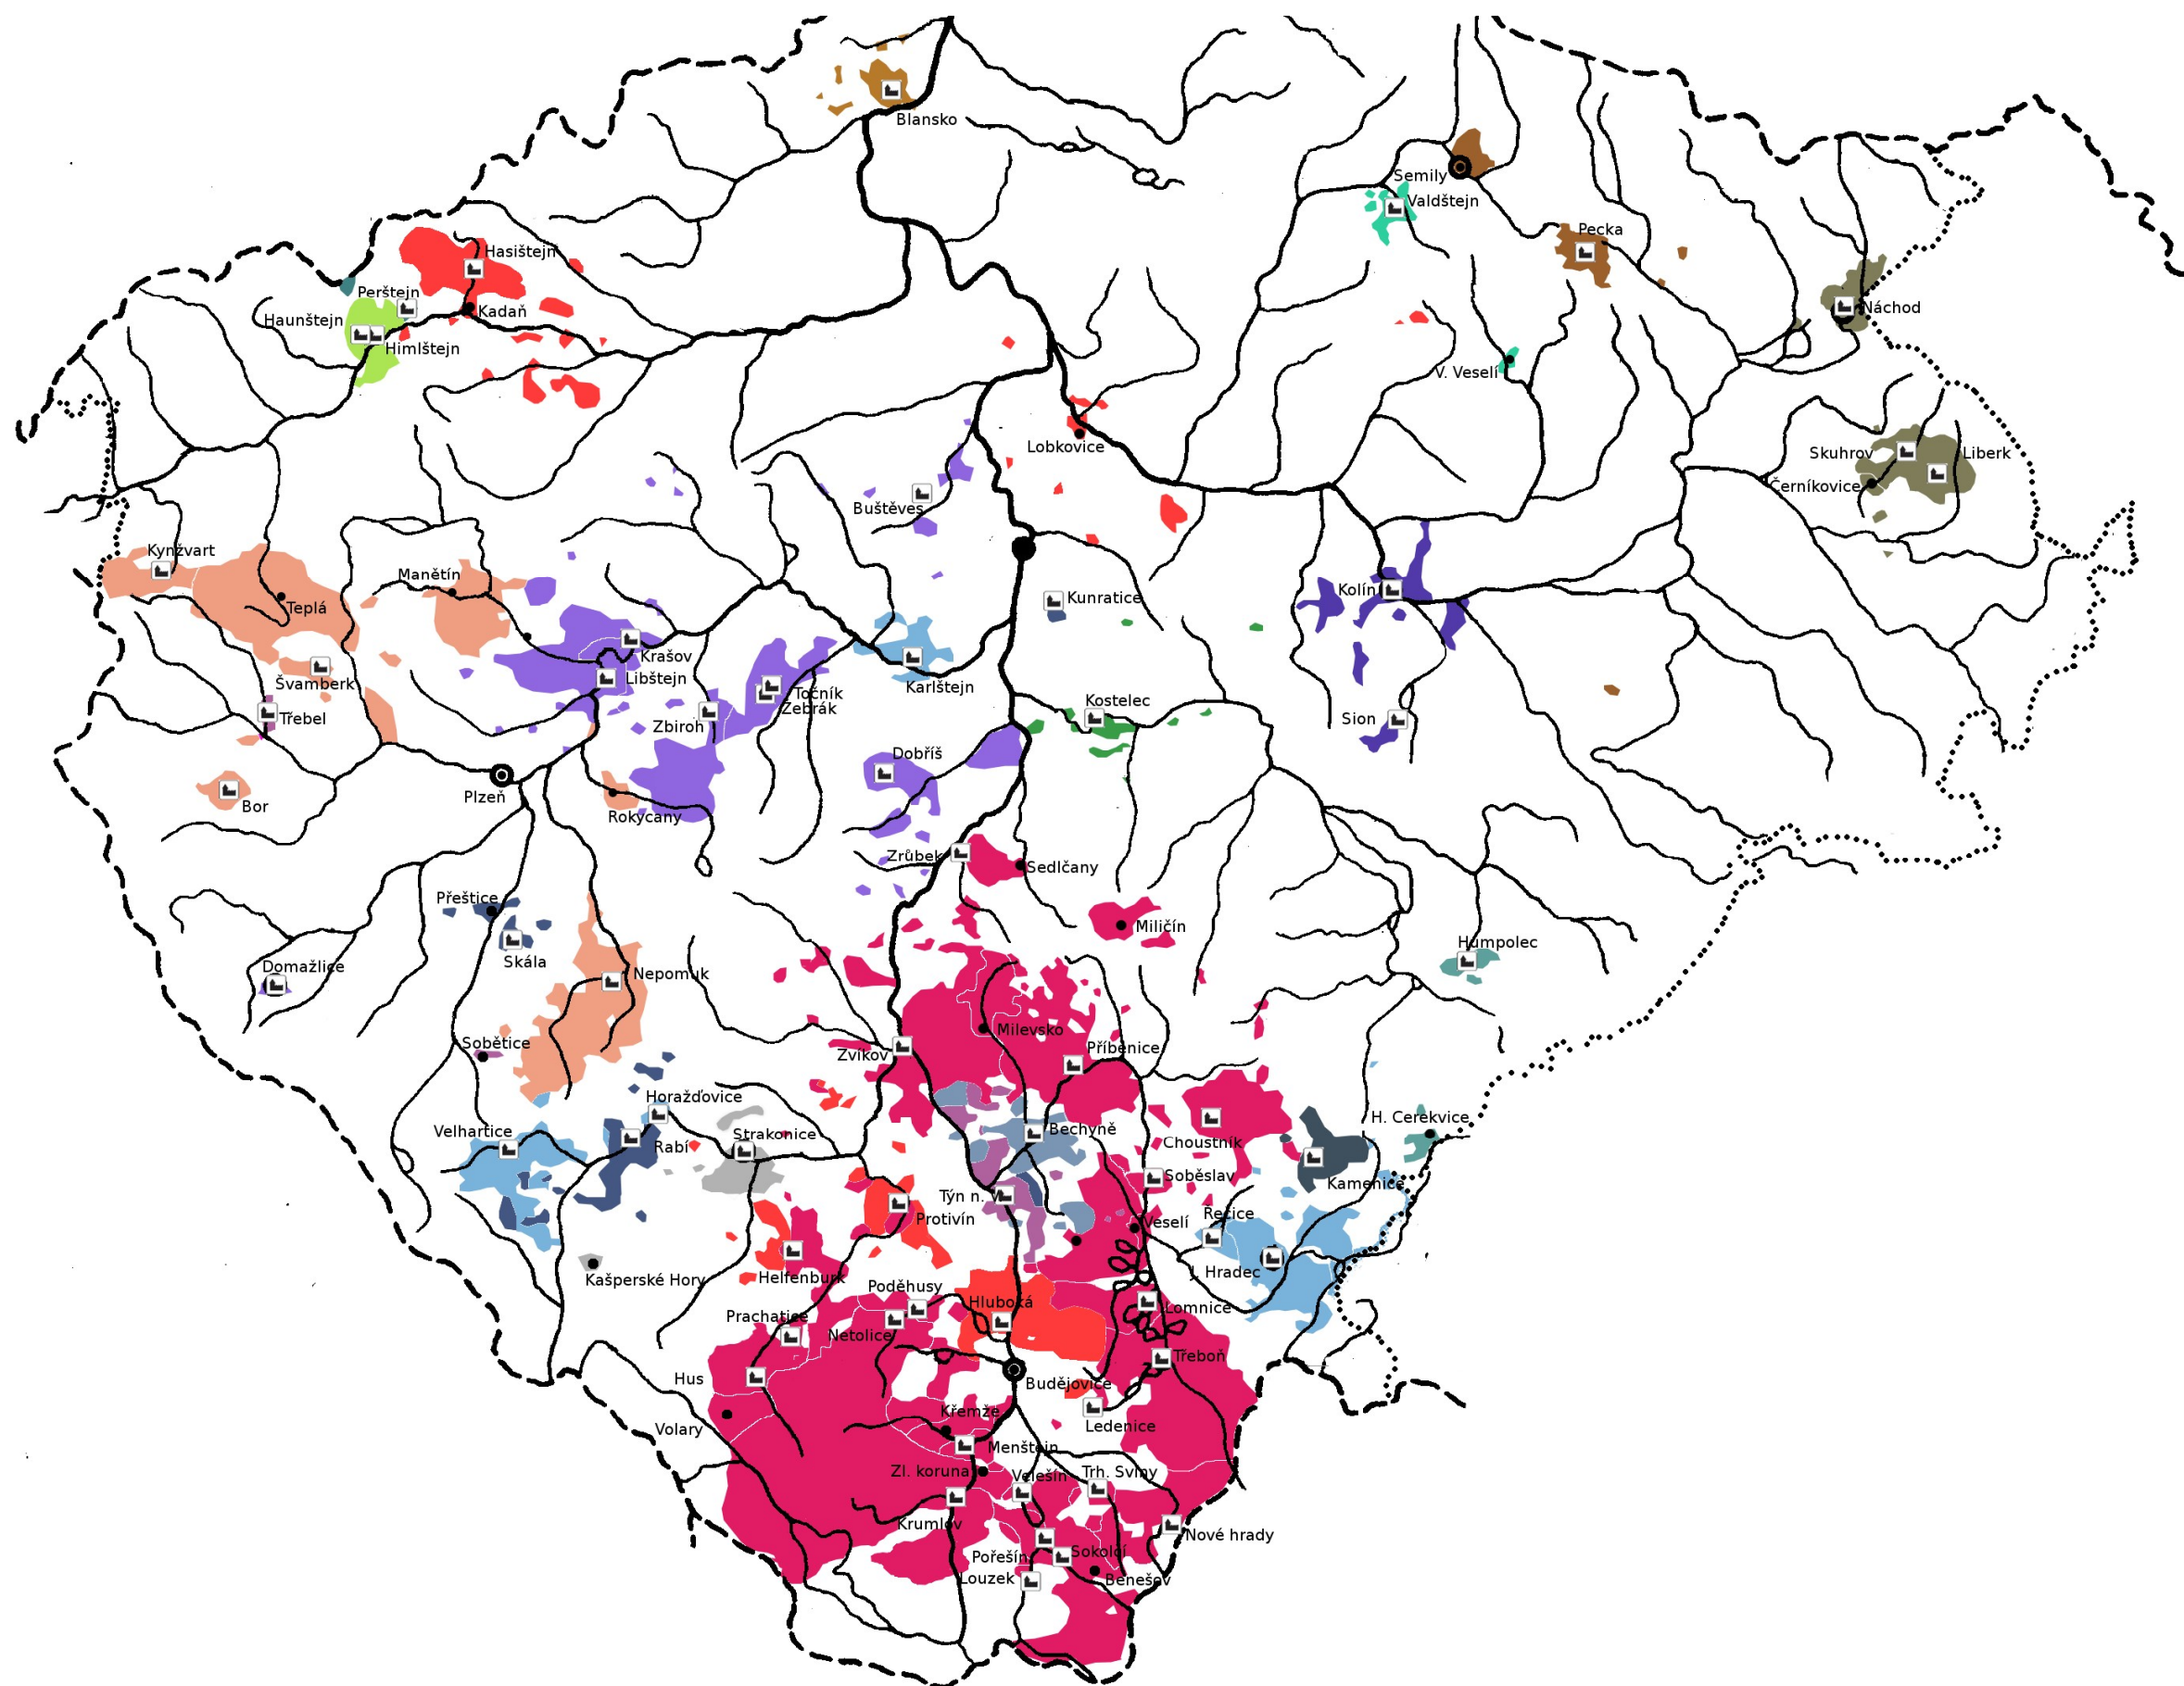 Blansko
Semily
Valdštejn
Pecka
Hasištejn
Perštejn
Kadaň
Haunštejn
Himlštejn
Náchod
V. Veselí
Lobkovice
Skuhrov
Liberk
Černíkovice
Buštěves
Kynžvart
Manětín
Teplá
Kunratice
Kolín
Krašov
Libštejn
Švamberk
Karlštejn
Točník
Žebrák
Třebel
Zbiroh
Kostelec
Sion
Dobříš
Plzeň
Bor
Rokycany
Zrůbek
Sedlčany
Přeštice
Miličín
Skála
Humpolec
Domažlice
Nepomuk
Milevsko
Sobětice
Zvíkov
Příběnice
Horažďovice
H. Cerekvice
Velhartice
Strakonice
Bechyně
Rabí
Choustník
Soběslav
Kamenice
Týn n. V
Protivín
Řečice
Veselí
Kašperské Hory
Helfenburk
J. Hradec
Poděhusy
Hluboká
Lomnice
Prachatice
Netolice
Třeboň
Hus
Budějovice
Křemže
Ledenice
Volary
Menštejn
Zl. koruna
Velešín
Trh. Sviny
Krumlov
Nové hrady
Pořešín
Sokolčí
Louzek
Benešov